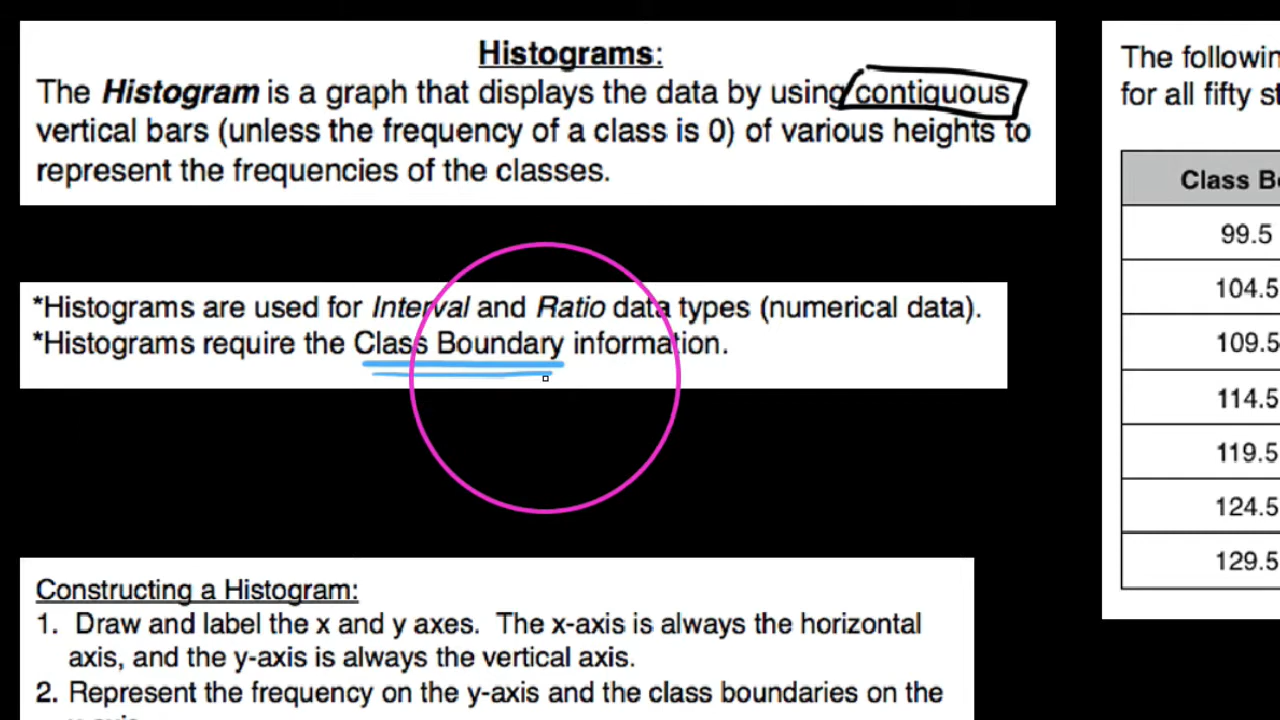 Histograms:
The Histogram is a graph that displays the data by using contiguous
vertical bars (unless the frequency of a class is 0) of various heights to
represent the frequencies of the classes.
*Histograms are used for Interval and Ratio data types (numerical data).
*Histograms require the Class Boundary information.
Constructing a Histogram:
1. Draw and label the x and y axes. The x-axis is always the horizontal
axis, and the y-axis is always the vertical axis.
2. Represent the frequency on the y-axis and the class boundaries on the
The
for all fifty
Class
99.5
104.5
109.5
114.5
119.5
124.5
129.5